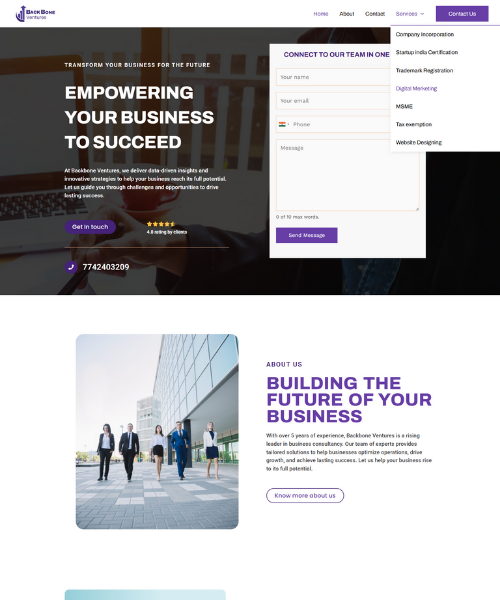 BACK BONE
Ventures
Home
About
Contact
Services
Contact Us
Company Incorporation
Startup India Certification
Trademark Registration
Digital Marketing
MSME
Tax exemption
Website Designing
TRANSFORM YOUR BUSINESS FOR THE FUTURE
EMPOWERING
YOUR BUSINESS
TO SUCCEED
At Backbone Ventures, we deliver data-driven insights and
innovative strategies to help your business reach its full potential.
Let us guide you through challenges and opportunities to drive
lasting success.
Get in touch
4.8 rating by clients
7742403209
CONNECT TO OUR TEAM IN ONE
Your name
Your email
Phone
Message
0 of 10 max words.
Send Message
ABOUT US
BUILDING THE
FUTURE OF YOUR
BUSINESS
With over 5 years of experience, Backbone Ventures is a rising
leader in business consultancy. Our team of experts provides
tailored solutions to help businesses optimize operations, drive
growth, and achieve lasting success. Let us help your business rise
to its full potential.
Know more about us